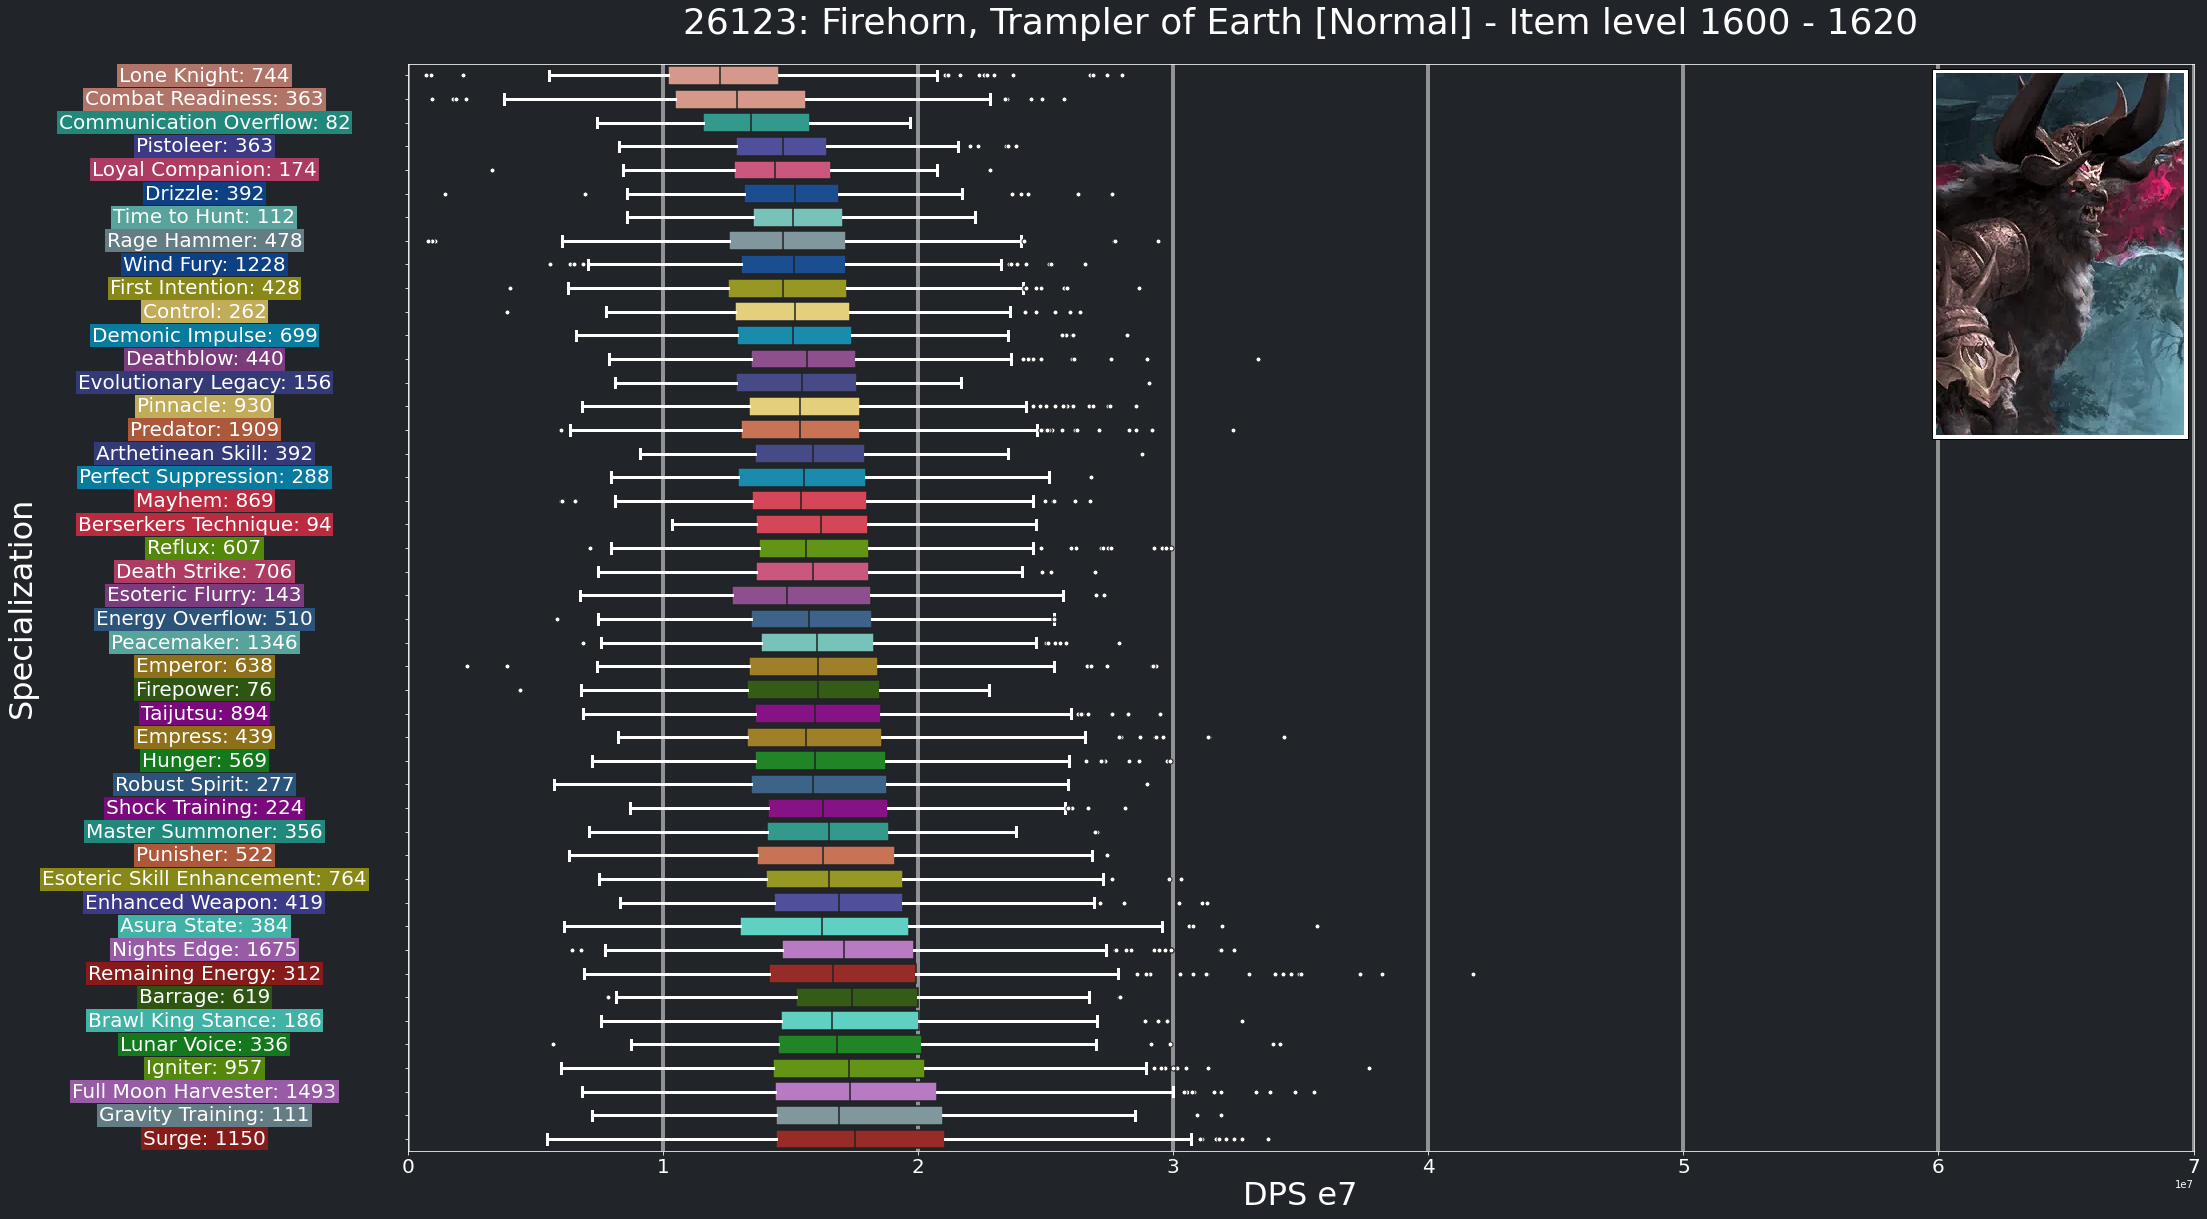 26123: Firehorn, Trampler of Earth [Normal] - Item level 1600 - 1620
Lone Knight: 744
Combat Readiness: 363
Communication Overflow: 82
Pistoleer: 363
Loyal Companion: 174
Drizzle: 392
Time to Hunt: 112
Rage Hammer: 478
Wind Fury: 1228
First Intention: 428
Control: 262
Demonic Impulse: 699
Deathblow: 440
Evolutionary Legacy: 156
Pinnacle: 930
Predator: 1909
Arthetinean Skill: 392
Perfect Suppression: 288
Mayhem: 869
Berserkers Technique: 94
Reflux: 607
Death Strike: 706
Esoteric Flurry: 143
Energy Overflow: 510
Peacemaker: 1346
Emperor: 638
Firepower: 76
Taijutsu: 894
Empress: 439
Hunger: 569
Robust Spirit: 277
Shock Training: 224
Master Summoner: 356
Punisher: 522
Esoteric Skill Enhancement: 764
Enhanced Weapon: 419
Asura State: 384
Nights Edge: 1675
Remaining Energy: 312
Barrage: 619
Brawl King Stance: 186
Lunar Voice: 336
Igniter: 957
Full Moon Harvester: 1493
Gravity Training: 111
Surge: 1150
Specialization
0 1 2 3 4 5 6 7
DPS e7
1e7